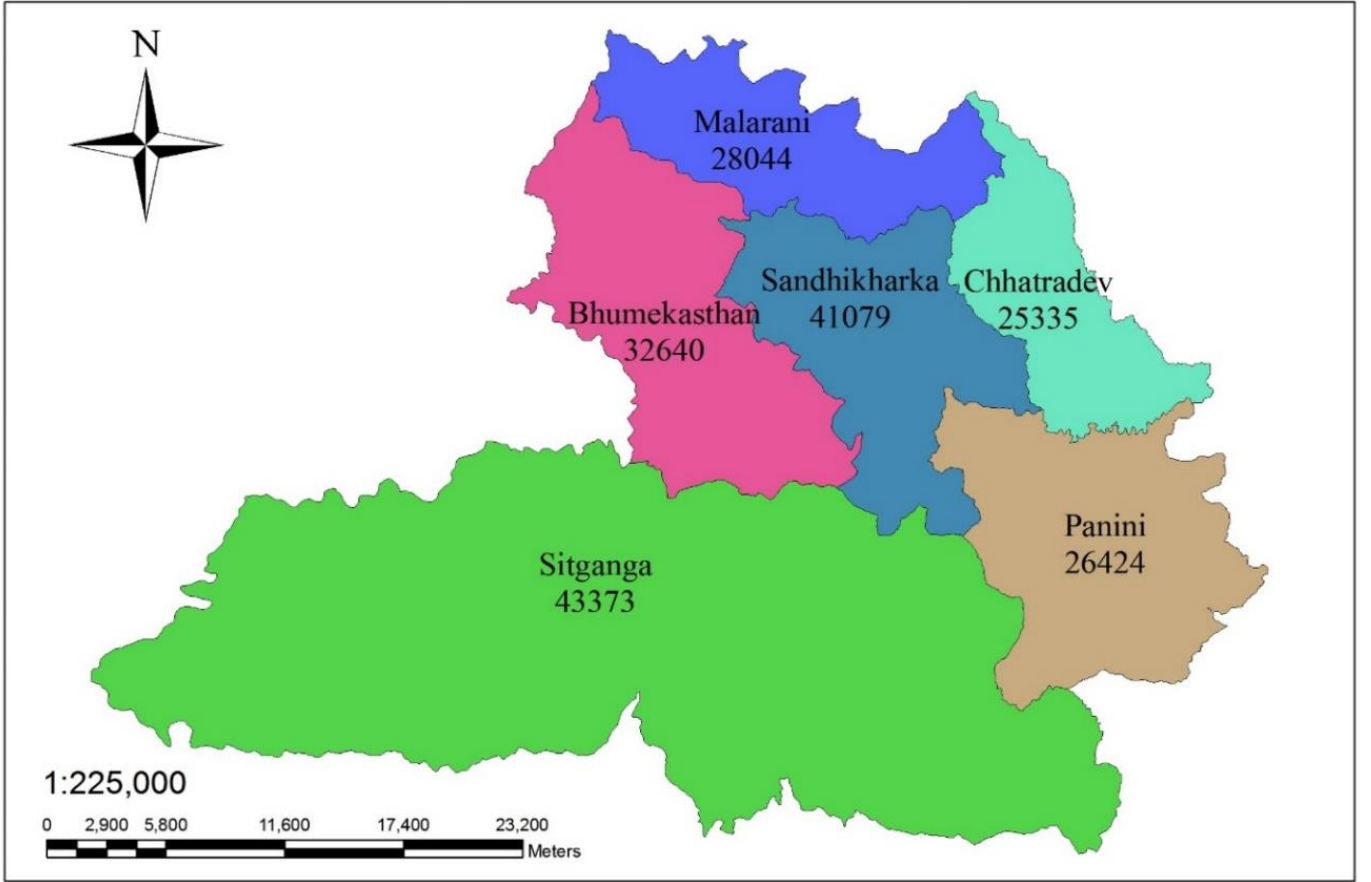 N
Malarani
28044
Sandhikharka
41079
Chhatradev
25335
Bhumekasthan
32640
Panini
26424
Sitganga
43373
1:225,000
0 2,900 5,800 11,600 17,400 23,200
Meters